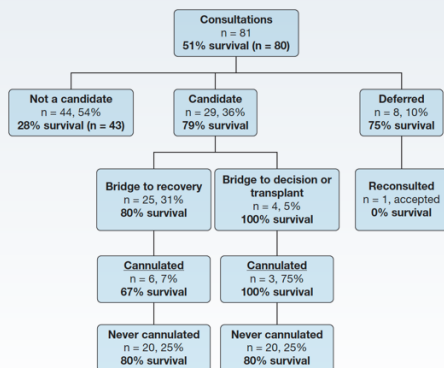 Consultations
n = 81
51% survival (n = 80)
Not a candidate
n = 44, 54%
28% survival (n = 43)
Candidate
n = 29, 36%
79% survival
Deferred
n = 8, 10%
75% survival
Bridge to recovery
n = 25, 31%
80% survival
Bridge to decision or
transplant
n = 4, 5%
100% survival
Reconsulted
n = 1, accepted
0% survival
Cannulated
n = 6, 7%
67% survival
Cannulated
n = 3, 75%
100% survival
Never cannulated
n = 20, 25%
80% survival
Never cannulated
n = 20, 25%
80% survival